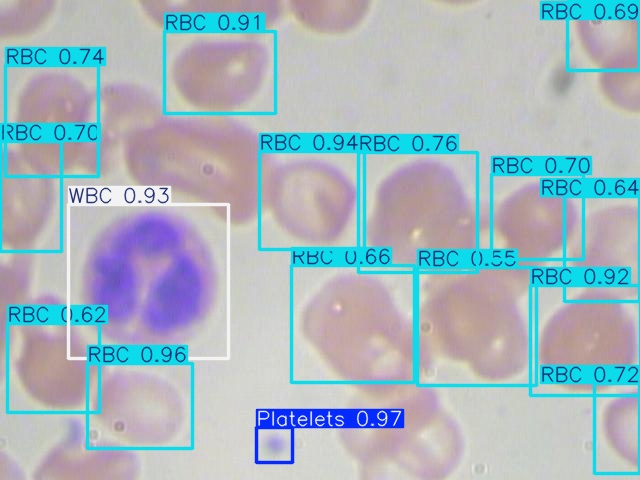 RBC 0.91
RBC 0.69
RBC 0.74
RBC 0.70
RBC 0.94
RBC 0.76
RBC 0.70
RBC 0.64
WBC 0.93
RBC 0.66
RBC 0.55
RBC 0.92
RBC 0.62
RBC 0.96
RBC 0.72
Platelets 0.97